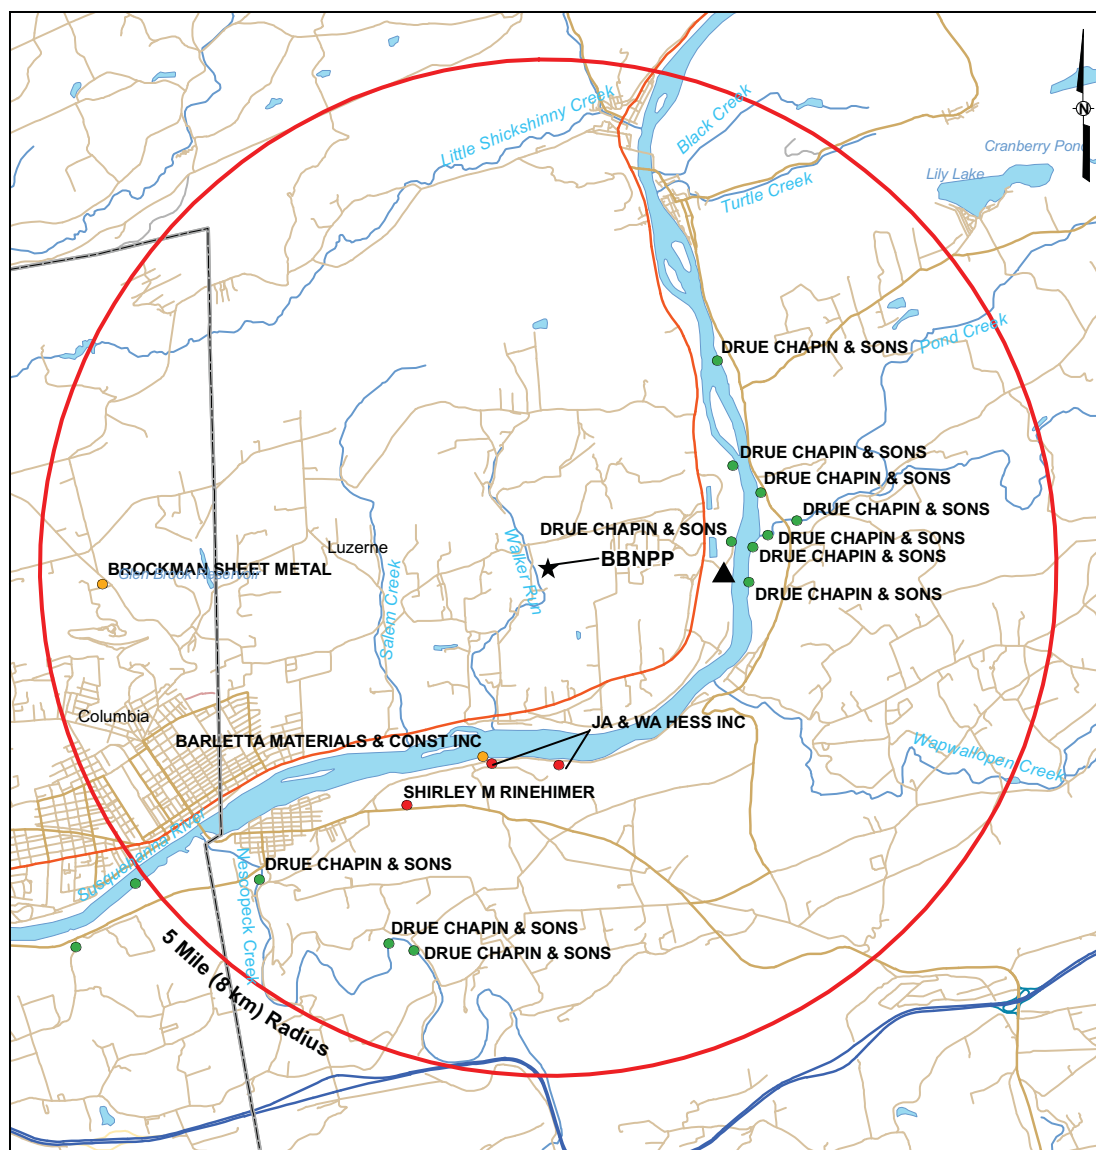 Little Shickshinny Creek
Black Creek
N
Cranberry Pond
Lily Lake
Turtle Creek
Pond Creek
DRUE CHAPIN & SONS
DRUE CHAPIN & SONS
DRUE CHAPIN & SONS
DRUE CHAPIN & SONS
DRUE CHAPIN & SONS
DRUE CHAPIN & SONS
DRUE CHAPIN & SONS
BBNPP
Luzerne
Walker Run
BROCKMAN SHEET METAL
Glen Brook Reservoir
DRUE CHAPIN & SONS
Salem Creek
Columbia
JA & WA HESS INC
BARLETTA MATERIALS & CONST INC
Wapwallopen Creek
SHIRLEY M RINEHIMER
Susquehanna River
DRUE CHAPIN & SONS
Nescopeck Creek
DRUE CHAPIN & SONS
DRUE CHAPIN & SONS
5 Mile (8 km) Radius